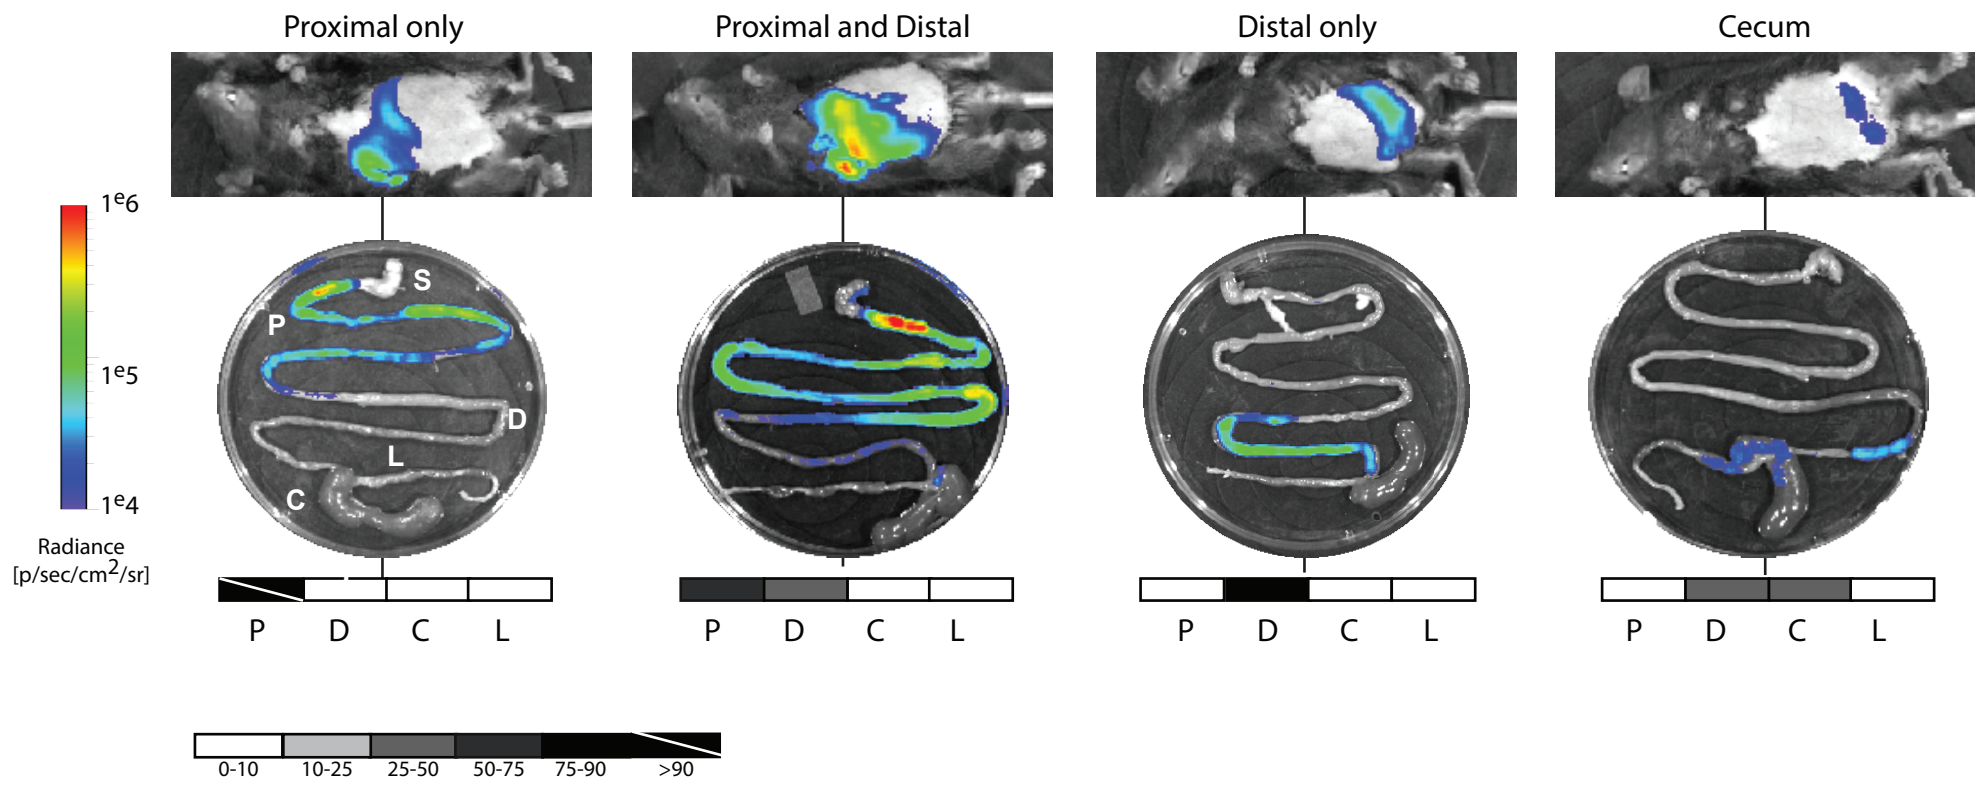 Proximal only
Proximal and Distal
Distal only
Cecum
1e6
1e5
1e4
Radiance
[p/sec/cm2/sr]
S
P
D
L
C
P D C L
P D C L
P D C L
P D C L
0-10 10-25 25-50 50-75 75-90 >90